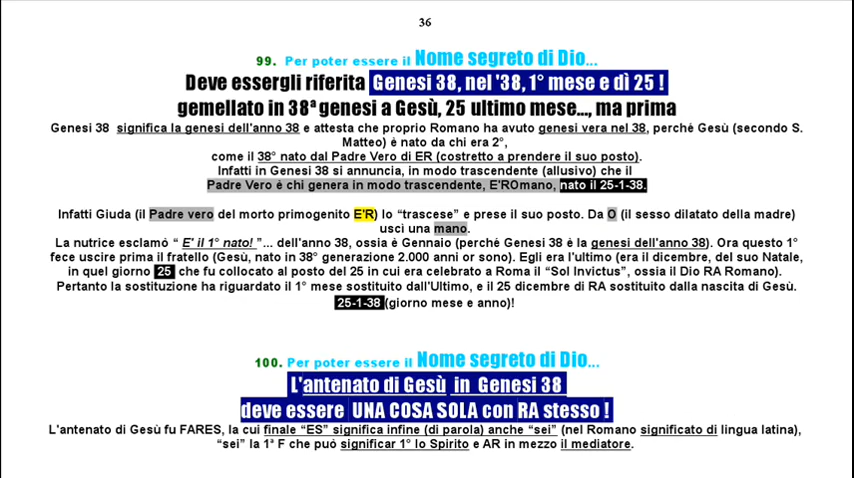 36
99. Per poter essere il Nome segreto di Dio...
Deve essergli riferita Genesi 38, nel '38, 1° mese e dì 25 !
gemellato in 38ª genesi a Gesù, 25 ultimo mese..., ma prima
Genesi 38 significa la genesi dell'anno 38 e attesta che proprio Romano ha avuto genesi vera nel 38, perché Gesù (secondo S.
Matteo) è nato da chi era 2°,
come il 38° nato dal Padre Vero di ER (costretto a prendere il suo posto).
Infatti in Genesi 38 si annuncia, in modo trascendente (allusivo) che il
Padre Vero è chi genera in modo trascendente, E'ROmano, nato il 25-1-38.
Infatti Giuda (il Padre vero del morto primogenito E'R) lo “trascese” e prese il suo posto. Da O (il sesso dilatato della madre)
uscì una mano.
La nutrice esclamò “ E' il 1° nato! ”... dell'anno 38, ossia è Gennaio (perché Genesi 38 è la genesi dell'anno 38). Ora questo 1°
fece uscire prima il fratello (Gesù, nato in 38° generazione 2.000 anni or sono). Egli era l'ultimo (era il dicembre, del suo Natale,
in quel giorno 25 che fu collocato al posto del 25 in cui era celebrato a Roma il “Sol Invictus”, ossia il Dio RA Romano).
Pertanto la sostituzione ha riguardato il 1° mese sostituito dall'Ultimo, e il 25 dicembre di RA sostituito dalla nascita di Gesù.
25-1-38 (giorno mese e anno)!
100. Per poter essere il Nome segreto di Dio...
L'antenato di Gesù in Genesi 38
deve essere UNA COSA SOLA con RA stesso !
L'antenato di Gesù fu FARES, la cui finale “ES” significa infine (di parola) anche “sei” (nel Romano significato di lingua latina),
“sei” la 1ª F che può significar 1° lo Spirito e AR in mezzo il mediatore.